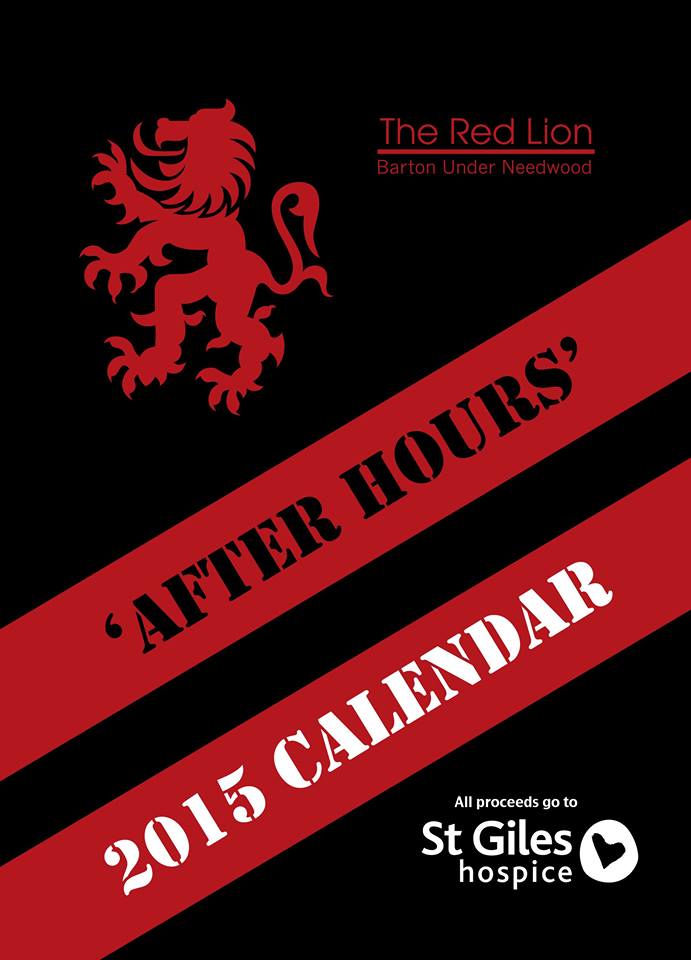 The Red Lion
Barton Under Needwood
‘AFTER HOURS’
2015 CALENDAR
All proceeds go to
St Giles
hospice